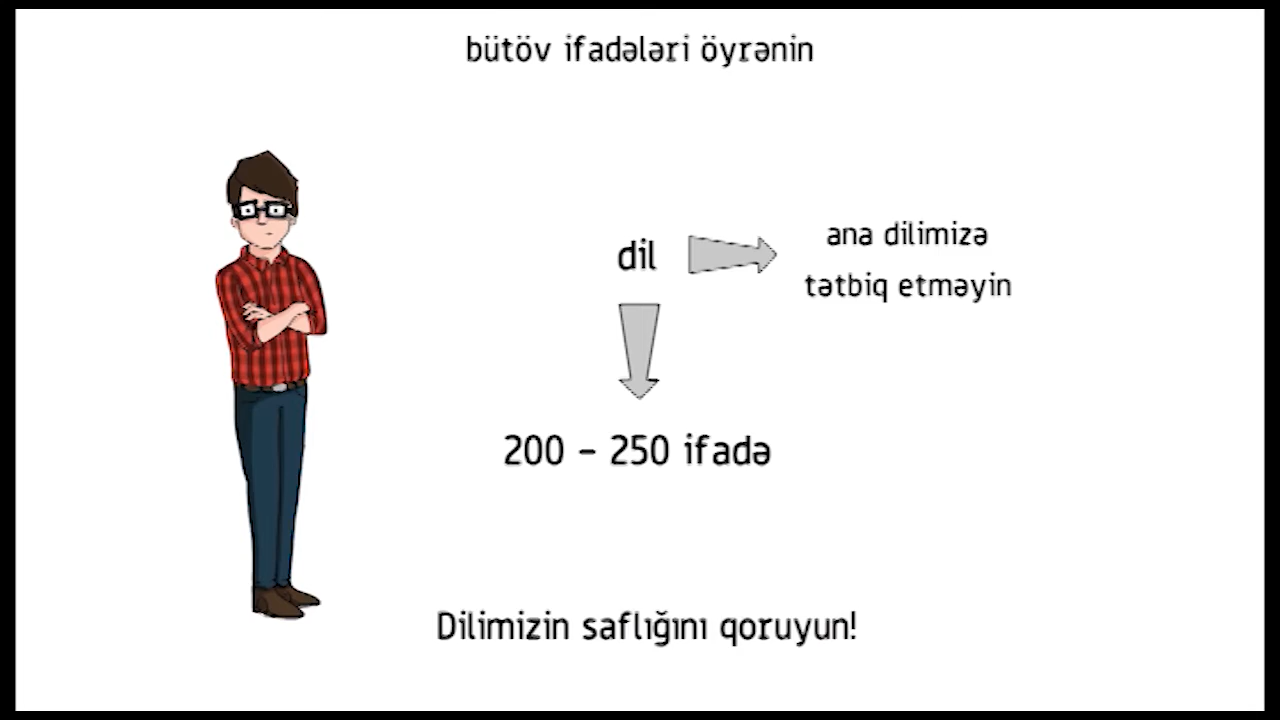 bütöv ifadələri öyrənin
dil
ana dilimizə
tətbiq etməyin
200 - 250 ifadə
Dilimizin saflığını qoruyun!